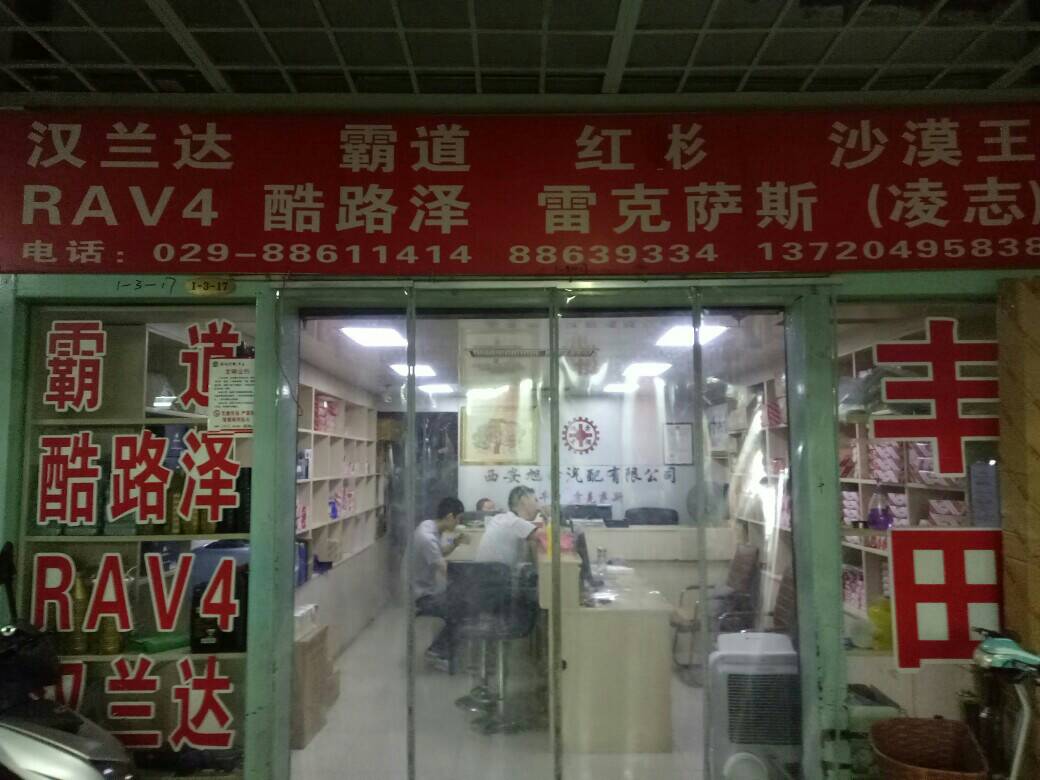 汉兰达 霸道 红杉 沙漠王
RAV4 酷路泽 雷克萨斯 (凌志)
电话: 029-88611414 88639334 13720495838
1-3-17 I-3-17
霸道
酷路泽
RAV4
汉兰达
丰田
西安旭 汽配有限公司